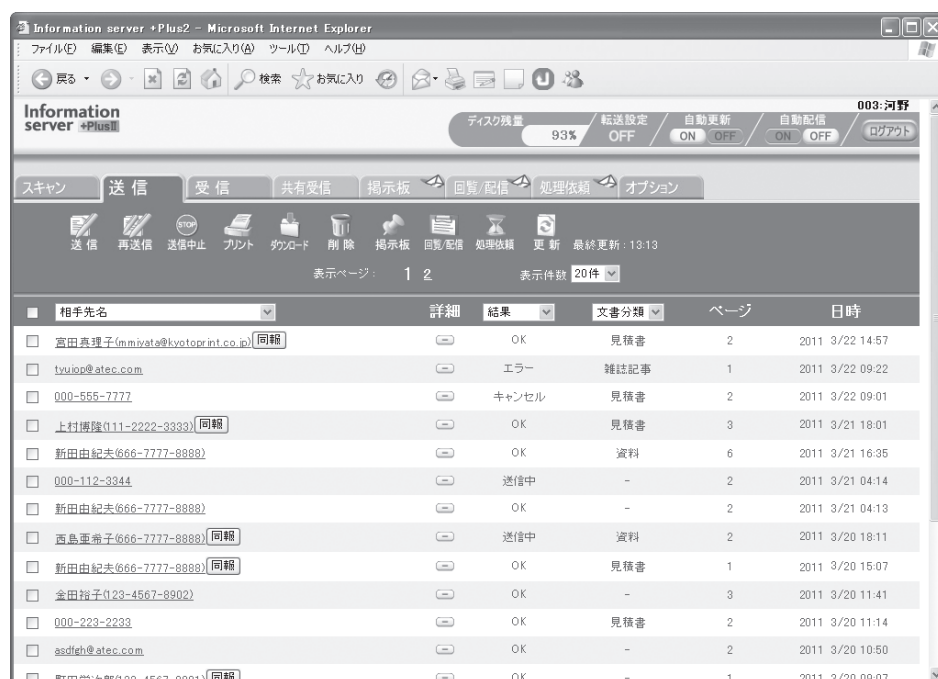 Information server +Plus2 - Microsoft Internet Explorer
ファイル(F) 編集(E) 表示(V) お気に入り(A) ツール(T) ヘルプ(H)
戻る 検索 お気に入り
003:河野
Information
server +PlusII
ディスク残量 93% 転送設定 OFF 自動更新 ON OFF 自動配信 ON OFF ログアウト
スキャン 送信 受信 共有受信 掲示板 回覧/配信 処理依頼 オプション
STOP
送信 再送信 送信中止 プリント ダウンロード 削除 掲示板 回覧/配信 処理依頼 更新 最終更新:13:13
表示ページ: 1 2 表示件数 20件
相手先名 詳細 結果 文書分類 ページ 日時
宮田真理子(mmiyata@kyotoprint.co.jp) 同報 OK 見積書 2 2011 3/22 14:57
tyuiop@atec.com エラー 雑誌記事 1 2011 3/22 09:22
000-555-7777 キャンセル 見積書 2 2011 3/22 09:01
上村博隆(111-2222-3333) 同報 OK 見積書 3 2011 3/21 18:01
新田由紀夫(666-7777-8888) OK 資料 6 2011 3/21 16:35
000-112-3344 送信中 - 2 2011 3/21 04:14
新田由紀夫(666-7777-8888) OK - 2 2011 3/21 04:13
西島亜希子(666-7777-8888) 同報 送信中 資料 2 2011 3/20 18:11
新田由紀夫(666-7777-8888) 同報 OK 見積書 1 2011 3/20 15:07
金田裕子(123-4567-8902) OK - 3 2011 3/20 11:41
000-223-2233 OK 見積書 2 2011 3/20 11:14
asdfgh@atec.com OK - 2 2011 3/20 10:50
同報 OK - 1 2011 3/20 09:07